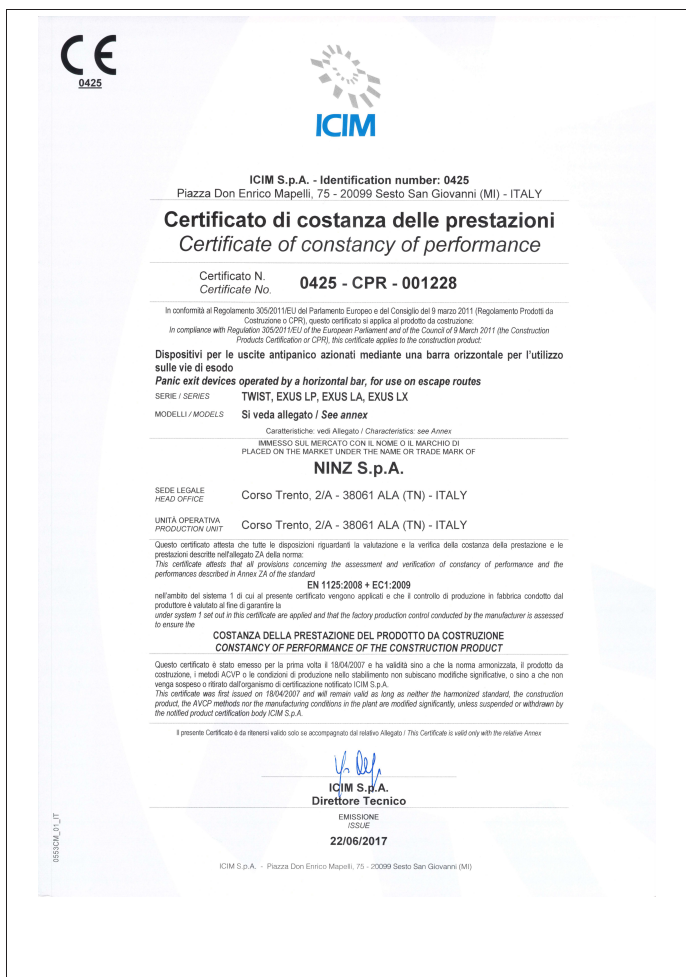 CE
0425
ICIM
ICIM S.p.A. - Identification number: 0425
Piazza Don Enrico Mapelli, 75 - 20099 Sesto San Giovanni (MI) - ITALY
Certificato di costanza delle prestazioni
Certificate of constancy of performance
Certificato N.
Certificate No.
0425 - CPR - 001228
In conformità al Regolamento 305/2011/EU del Parlamento Europeo e del Consiglio del 9 marzo 2011 (Regolamento Prodotti da
Costruzione o CPR), questo certificato si applica al prodotto da costruzione:
In compliance with Regulation 305/2011/EU of the European Parliament and of the Council of 9 March 2011 (the Construction
Products Certification or CPR), this certificate applies to the construction product:
Dispositivi per le uscite antipanico azionati mediante una barra orizzontale per l'utilizzo
sulle vie di esodo
Panic exit devices operated by a horizontal bar, for use on escape routes
SERIE / SERIES TWIST, EXUS LP, EXUS LA, EXUS LX
MODELLI / MODELS Si veda allegato / See annex
Caratteristiche: vedi Allegato / Characteristics: see Annex
IMMESSO SUL MERCATO CON IL NOME O IL MARCHIO DI
PLACED ON THE MARKET UNDER THE NAME OR TRADE MARK OF
NINZ S.p.A.
SEDE LEGALE
HEAD OFFICE
Corso Trento, 2/A - 38061 ALA (TN) - ITALY
UNITÀ OPERATIVA
PRODUCTION UNIT
Corso Trento, 2/A - 38061 ALA (TN) - ITALY
Questo certificato attesta che tutte le disposizioni riguardanti la valutazione e la verifica della costanza della prestazione e le
prestazioni descritte nell'allegato ZA della norma:
This certificate attests that all provisions concerning the assessment and verification of constancy of performance and the
performances described in Annex ZA of the standard
EN 1125:2008 + EC1:2009
nell'ambito del sistema 1 di cui al presente certificato vengono applicati e che il controllo di produzione in fabbrica condotto dal
produttore è valutato al fine di garantire la
under system 1 set out in this certificate are applied and that the factory production control conducted by the manufacturer is assessed
to ensure the
COSTANZA DELLA PRESTAZIONE DEL PRODOTTO DA COSTRUZIONE
CONSTANCY OF PERFORMANCE OF THE CONSTRUCTION PRODUCT
Questo certificato è stato emesso per la prima volta il 18/04/2007 e ha validità sino a che la norma armonizzata, il prodotto da
costruzione, i metodi ACVP o le condizioni di produzione nello stabilimento non subiscano modifiche significative, o sino a che non
venga sospeso o ritirato dall'organismo di certificazione notificato ICIM S.p.A.
This certificate was first issued on 18/04/2007 and will remain valid as long as neither the harmonized standard, the construction
product, the AVCP methods nor the manufacturing conditions in the plant are modified significantly, unless suspended or withdrawn by
the notified product certification body ICIM S.p.A.
Il presente Certificato è da ritenersi valido solo se accompagnato dal relativo Allegato / This Certificate is valid only with the relative Annex
ICIM S.p.A.
Direttore Tecnico
EMISSIONE
ISSUE
22/06/2017
0553CM_01_IT
ICIM S.p.A. - Piazza Don Enrico Mapelli, 75 - 20099 Sesto San Giovanni (MI)